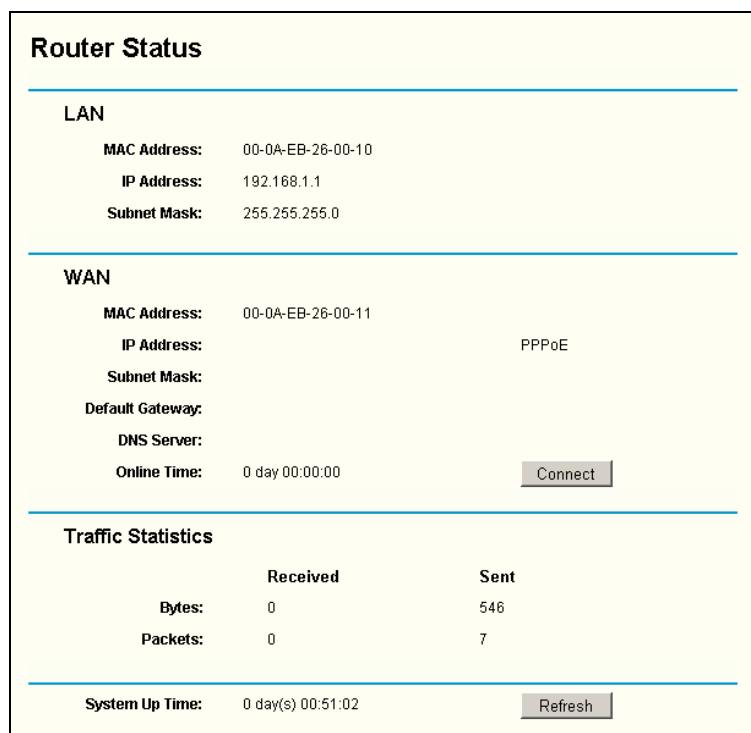 Router Status
LAN
MAC Address: 00-0A-EB-26-00-10
IP Address: 192.168.1.1
Subnet Mask: 255.255.255.0
WAN
MAC Address: 00-0A-EB-26-00-11
IP Address: PPPoE
Subnet Mask:
Default Gateway:
DNS Server:
Online Time: 0 day 00:00:00 Connect
Traffic Statistics
Received Sent
Bytes: 0 546
Packets: 0 7
System Up Time: 0 day(s) 00:51:02 Refresh